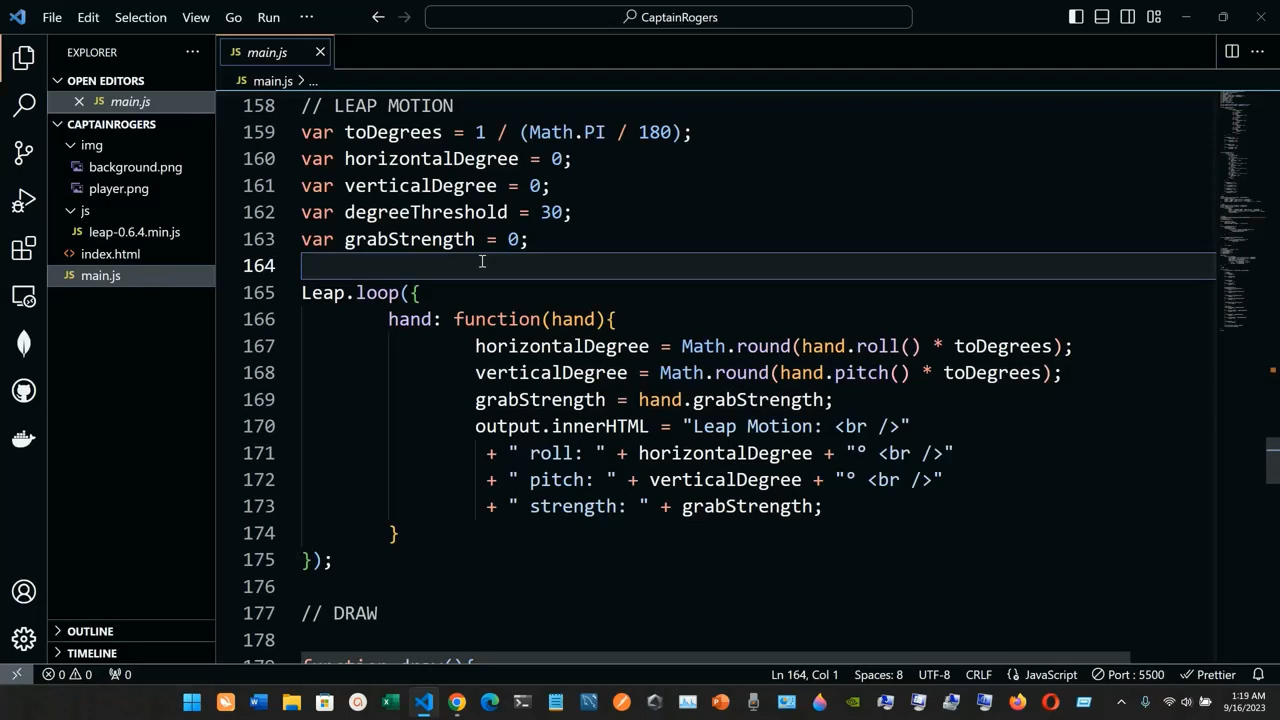 File Edit Selection View Go Run ··· CaptainRogers
EXPLORER ···
OPEN EDITORS
main.js
CAPTAINROGERS
img
background.png
player.png
js
leap-0.6.4.min.js
index.html
main.js
OUTLINE
TIMELINE
JS main.js
JS main.js > ...
158 // LEAP MOTION
159 var toDegrees = 1 / (Math.PI / 180);
160 var horizontalDegree = 0;
161 var verticalDegree = 0;
162 var degreeThreshold = 30;
163 var grabStrength = 0;
164
165 Leap.loop({
166 hand: function(hand){
167 horizontalDegree = Math.round(hand.roll() * toDegrees);
168 verticalDegree = Math.round(hand.pitch() * toDegrees);
169 grabStrength = hand.grabStrength;
170 output.innerHTML = "Leap Motion: <br />"
171 + " roll: " + horizontalDegree + "° <br />"
172 + " pitch: " + verticalDegree + "° <br />"
173 + " strength: " + grabStrength;
174 }
175 });
176
177 // DRAW
178
179 function draw(){
0 0 0 Ln 164, Col 1 Spaces: 8 UTF-8 CRLF JavaScript Port : 5500 Prettier
1:19 AM
9/16/2023